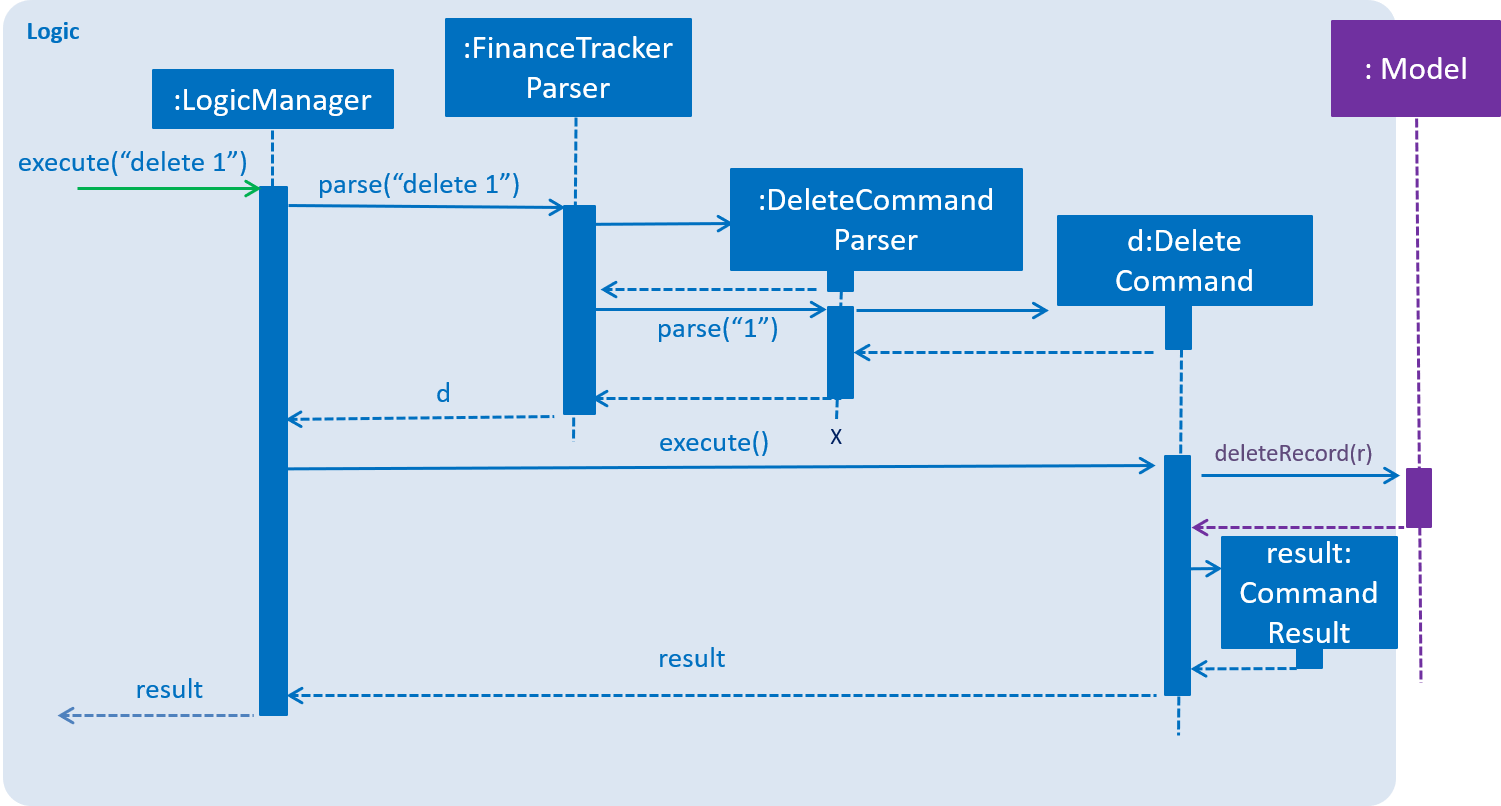 Logic
:FinanceTracker
Parser
: Model
:LogicManager
execute(“delete 1”)
parse(“delete 1”)
:DeleteCommand
Parser
d:Delete
Command
parse(“1”)
d
X
execute()
deleteRecord(r)
result:
Command
Result
result
result